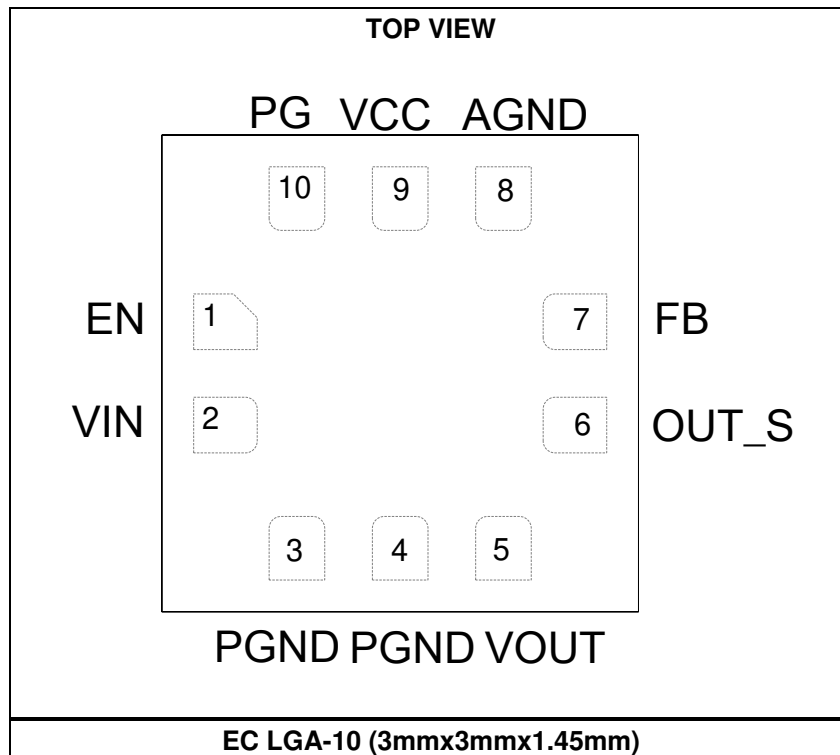 TOP VIEW
PG VCC AGND
10 9 8
EN 1 7 FB
VIN 2 6 OUT_S
3 4 5
PGND PGND VOUT
EC LGA-10 (3mmx3mmx1.45mm)